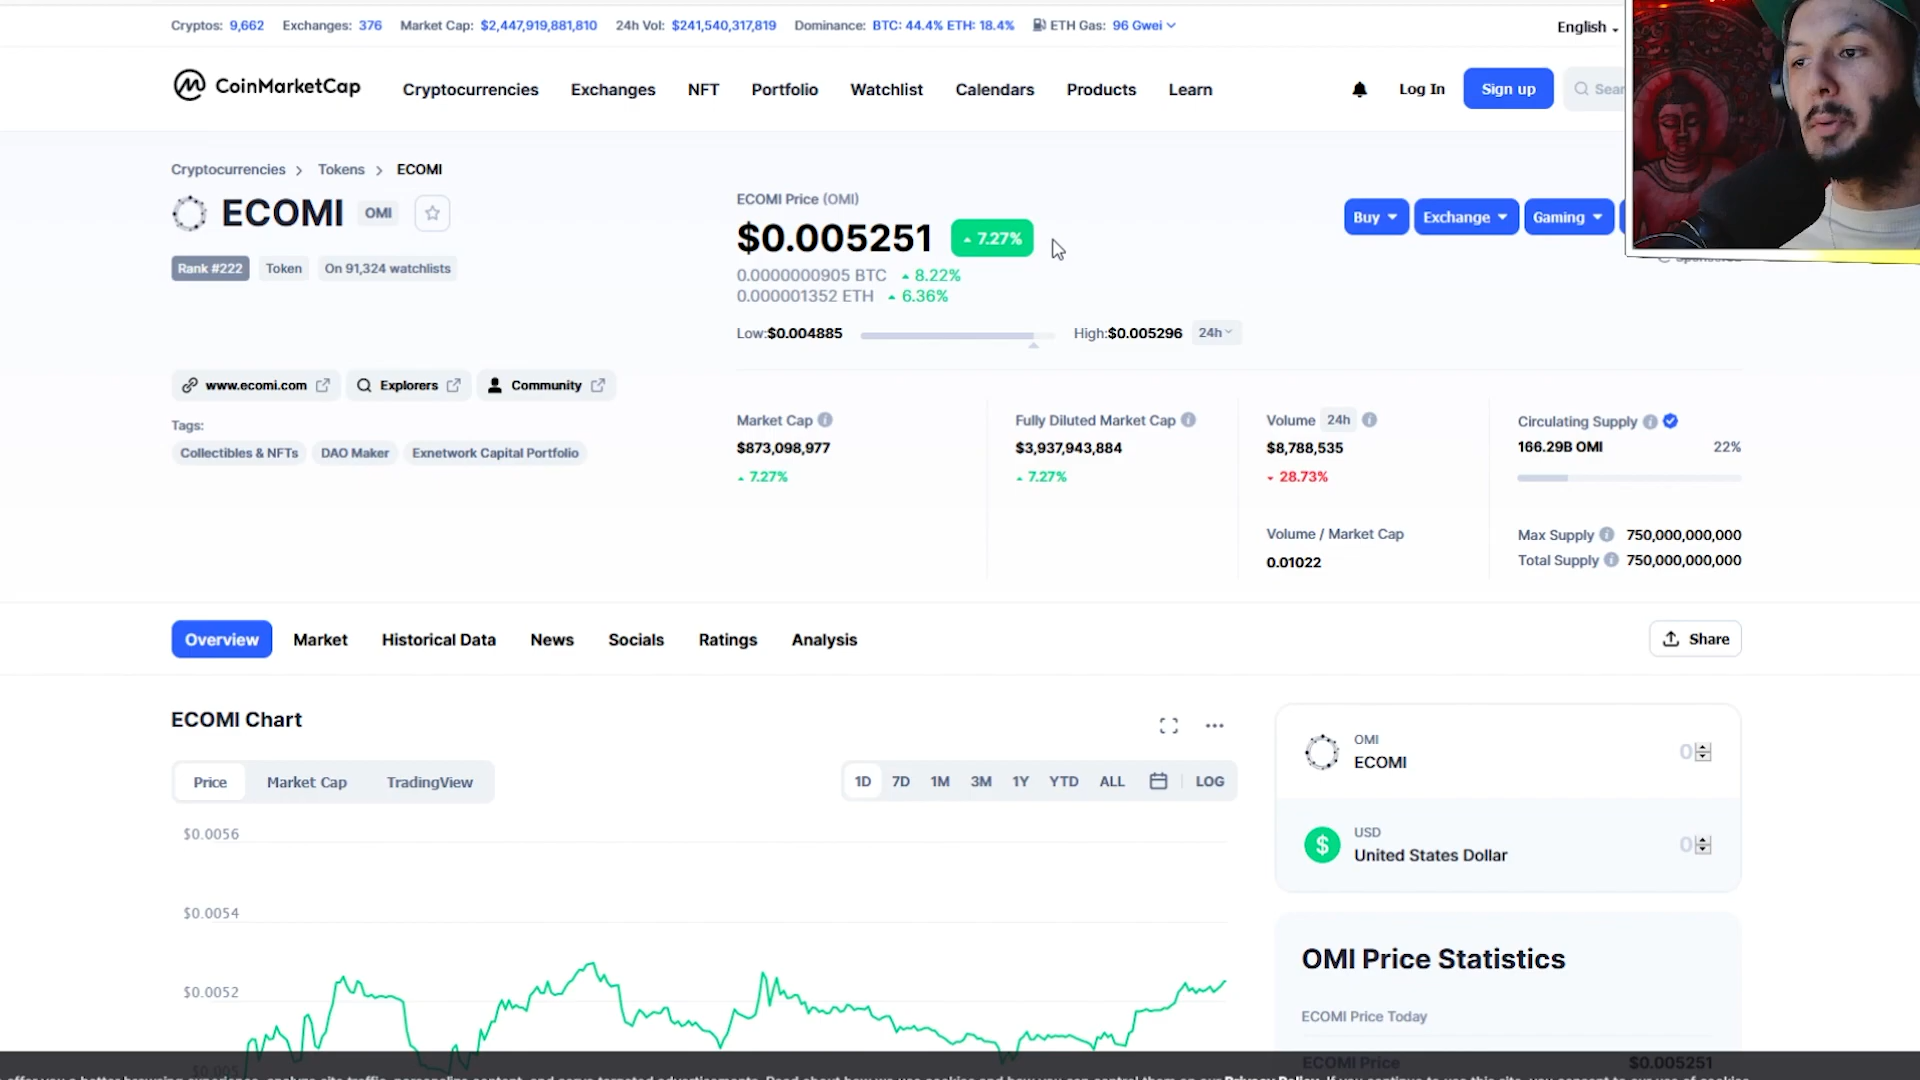 Cryptos: 9,662 Exchanges: 376 Market Cap: $2,447,919,881,810 24h Vol: $241,540,317,819 Dominance: BTC: 44.4% ETH: 18.4% ETH Gas: 96 Gwei English
CoinMarketCap Cryptocurrencies Exchanges NFT Portfolio Watchlist Calendars Products Learn Log In Sign up
Cryptocurrencies > Tokens > ECOMI
ECOMI OMI
Rank #222 Token On 91,324 watchlists
ECOMI Price (OMI)
$0.005251 7.27%
0.0000000905 BTC 8.22%
0.000001352 ETH 6.36%
Low:$0.004885 High:$0.005296 24h
Buy Exchange Gaming
www.ecomi.com Explorers Community
Tags:
Collectibles & NFTs DAO Maker Exnetwork Capital Portfolio
Market Cap
$873,098,977
7.27%
Fully Diluted Market Cap
$3,937,943,884
7.27%
Volume 24h
$8,788,535
28.73%
Volume / Market Cap
0.01022
Circulating Supply
166.29B OMI 22%
Max Supply 750,000,000,000
Total Supply 750,000,000,000
Overview Market Historical Data News Socials Ratings Analysis Share
ECOMI Chart
Price Market Cap TradingView 1D 7D 1M 3M 1Y YTD ALL LOG
$0.0056
$0.0054
$0.0052
$0.005
OMI
ECOMI 0
USD
$ United States Dollar 0
OMI Price Statistics
ECOMI Price Today
ECOMI Price $0.005251